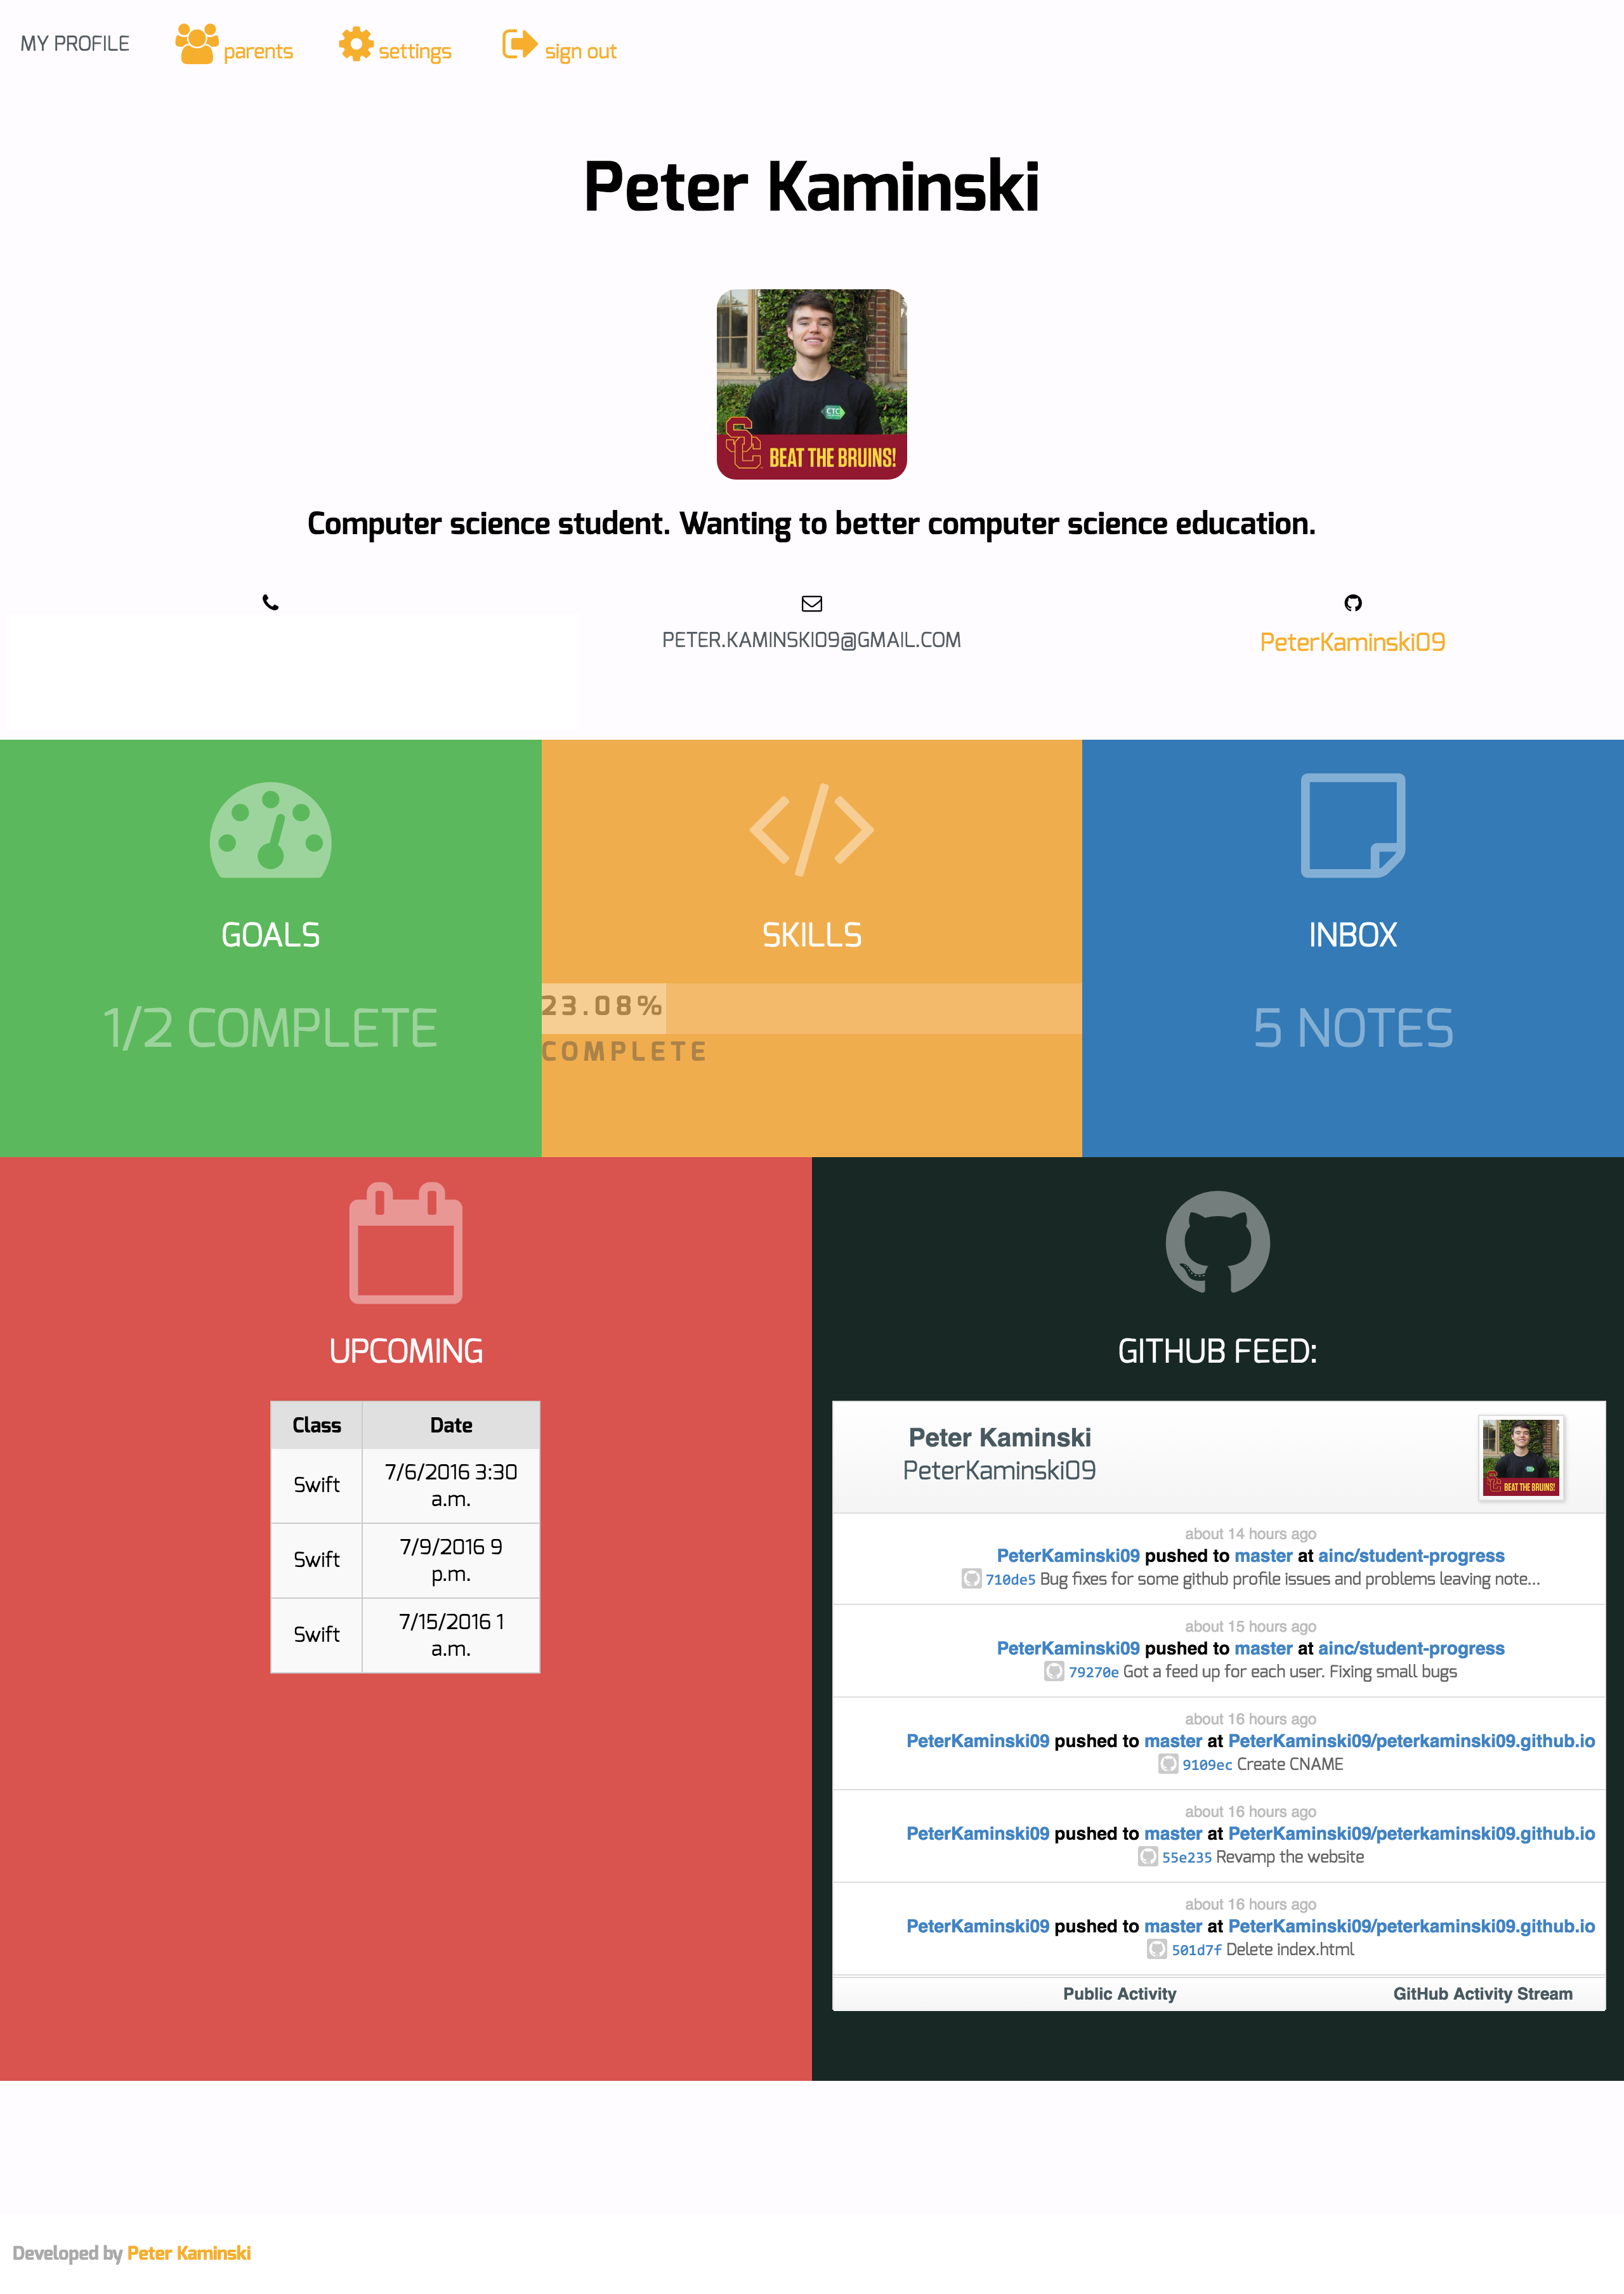 MY PROFILE parents settings sign out
Peter Kaminski
CTC
SC BEAT THE BRUINS!
Computer science student. Wanting to better computer science education.
PETER.KAMINSKI09@GMAIL.COM
PeterKaminski09
GOALS
1/2 COMPLETE
SKILLS
23.08%
COMPLETE
INBOX
5 NOTES
UPCOMING
Class Date
Swift 7/6/2016 3:30
a.m.
Swift 7/9/2016 9
p.m.
Swift 7/15/2016 1
a.m.
GITHUB FEED:
Peter Kaminski
PeterKaminski09
SC BEAT THE BRUINS!
about 14 hours ago
PeterKaminski09 pushed to master at ainc/student-progress
710de5 Bug fixes for some github profile issues and problems leaving note...
about 15 hours ago
PeterKaminski09 pushed to master at ainc/student-progress
79270e Got a feed up for each user. Fixing small bugs
about 16 hours ago
PeterKaminski09 pushed to master at PeterKaminski09/peterkaminski09.github.io
9109ec Create CNAME
about 16 hours ago
PeterKaminski09 pushed to master at PeterKaminski09/peterkaminski09.github.io
55e235 Revamp the website
about 16 hours ago
PeterKaminski09 pushed to master at PeterKaminski09/peterkaminski09.github.io
501d7f Delete index.html
Public Activity GitHub Activity Stream
Developed by Peter Kaminski